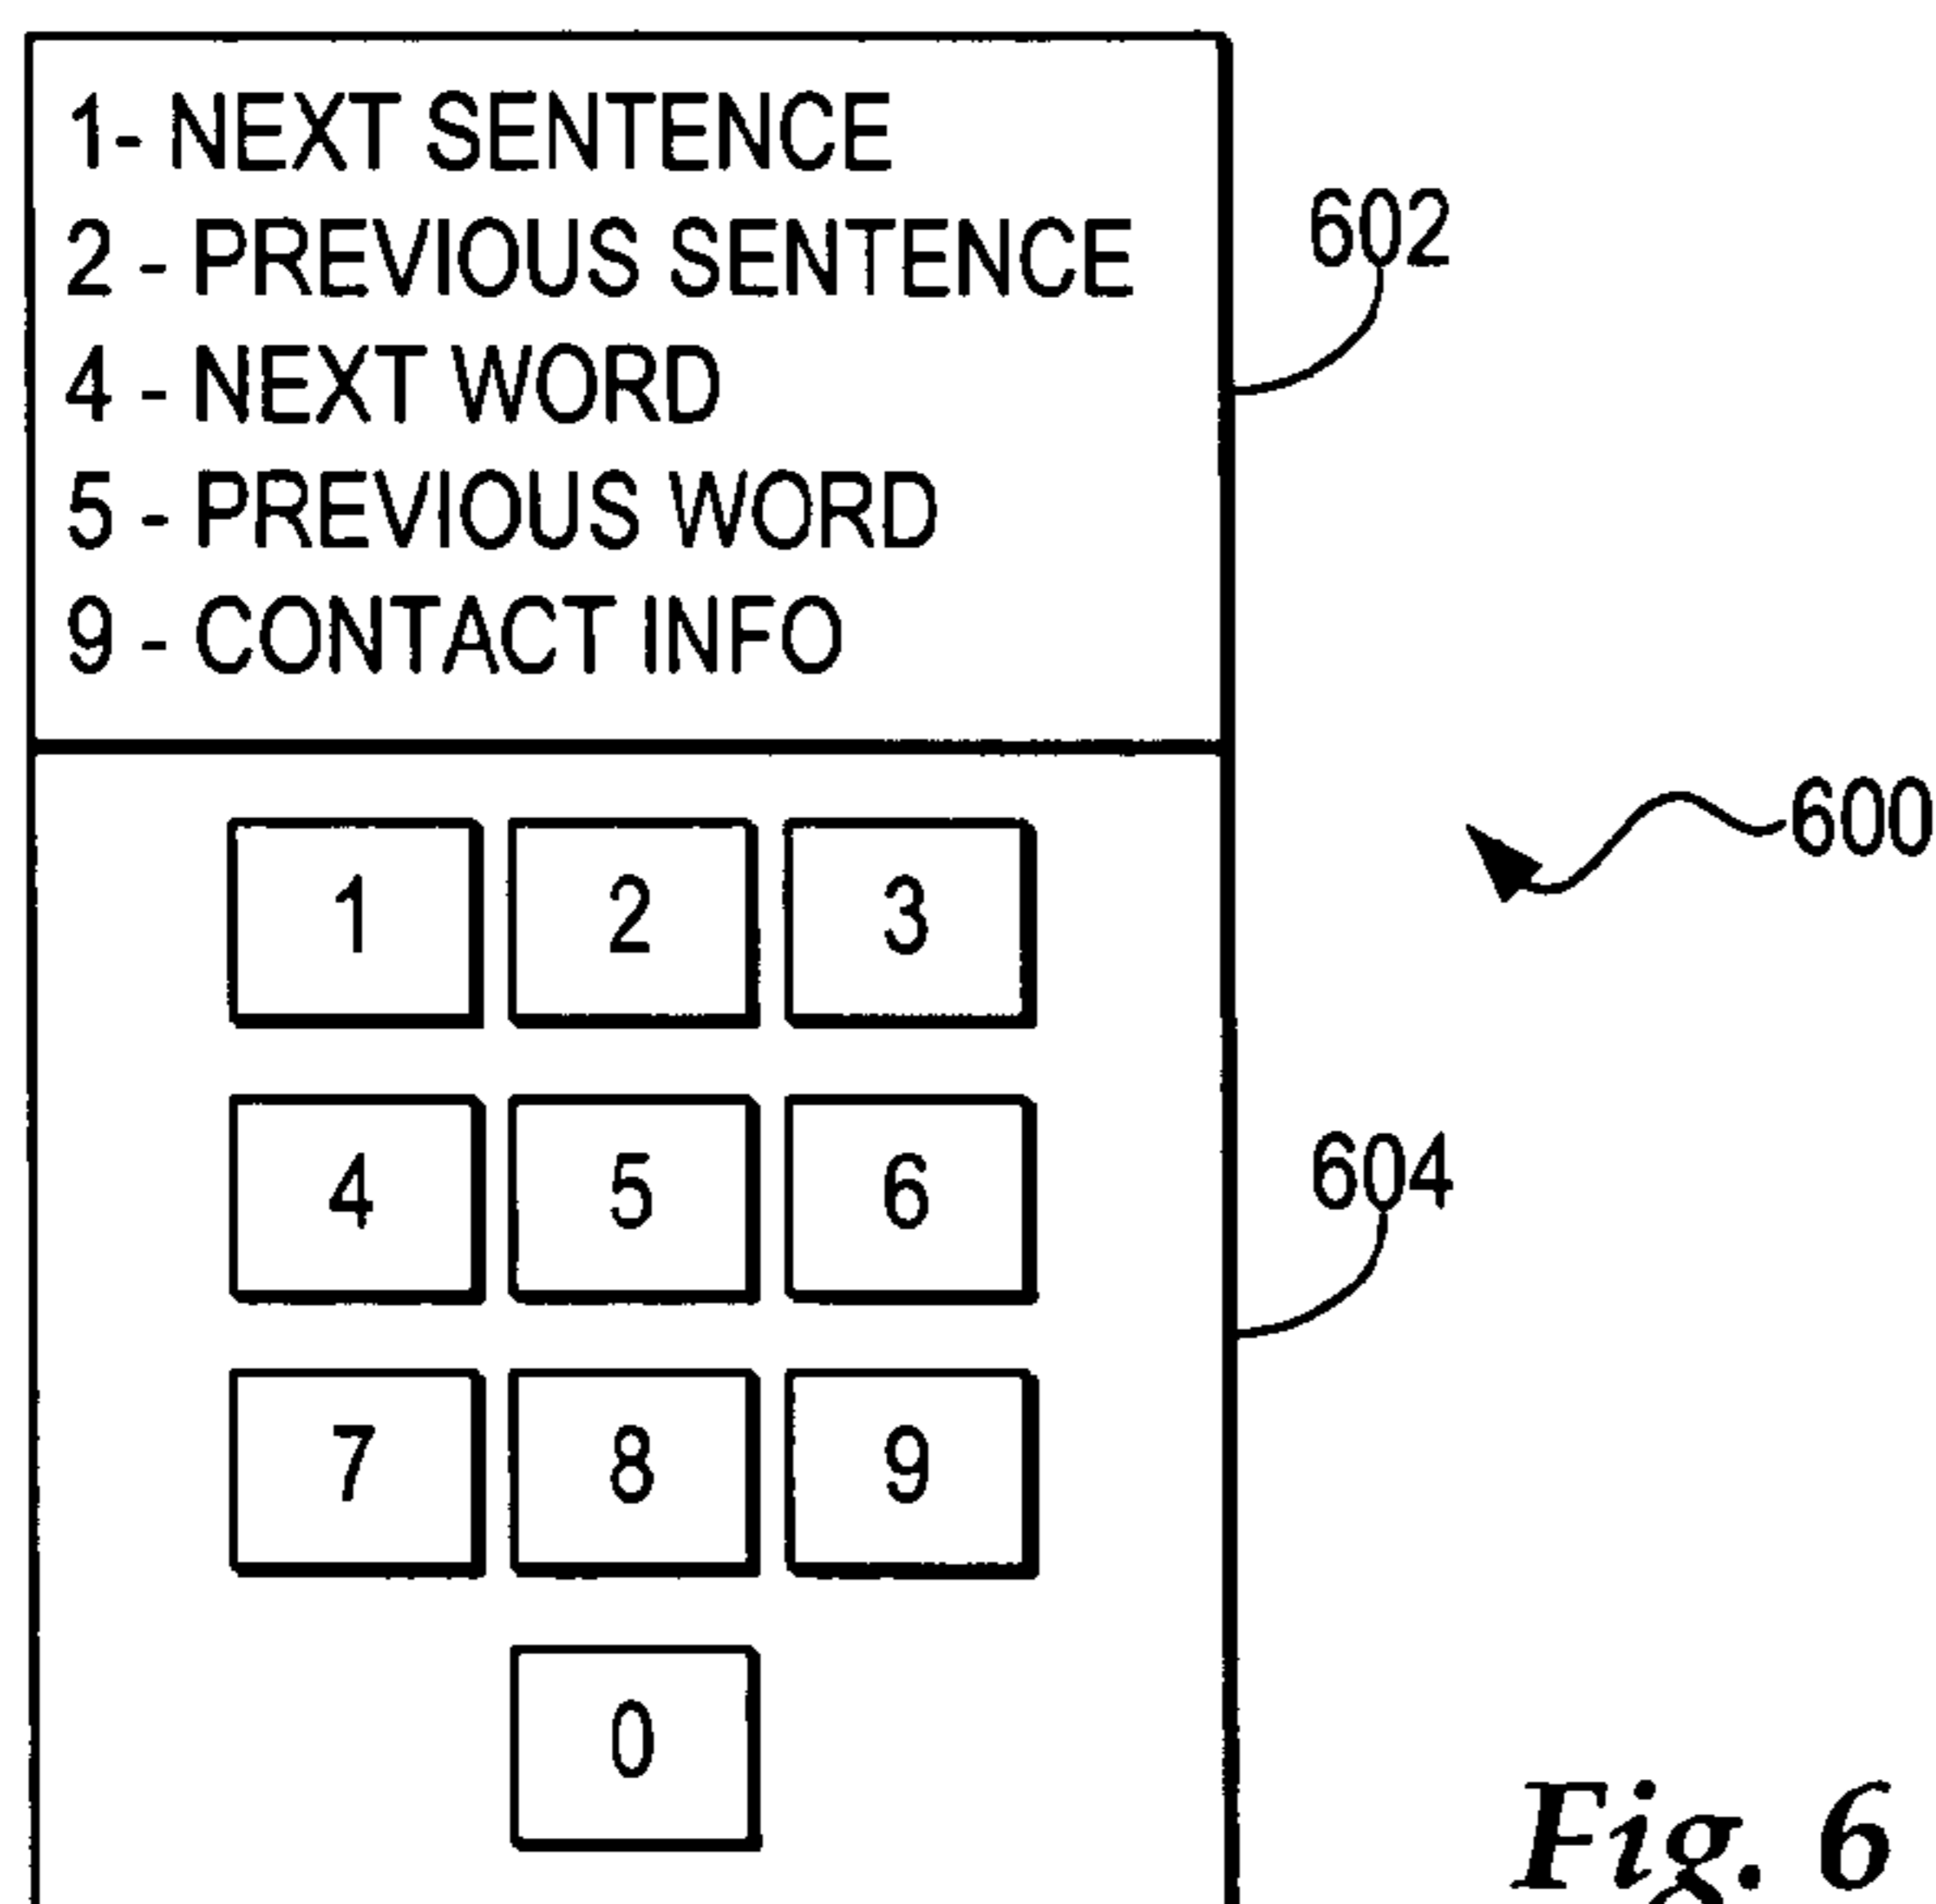 1- NEXT SENTENCE
2 - PREVIOUS SENTENCE
4 - NEXT WORD
5 - PREVIOUS WORD
9 - CONTACT INFO
602
600
1 2 3
4 5 6
604
7 8 9
0
Fig. 6